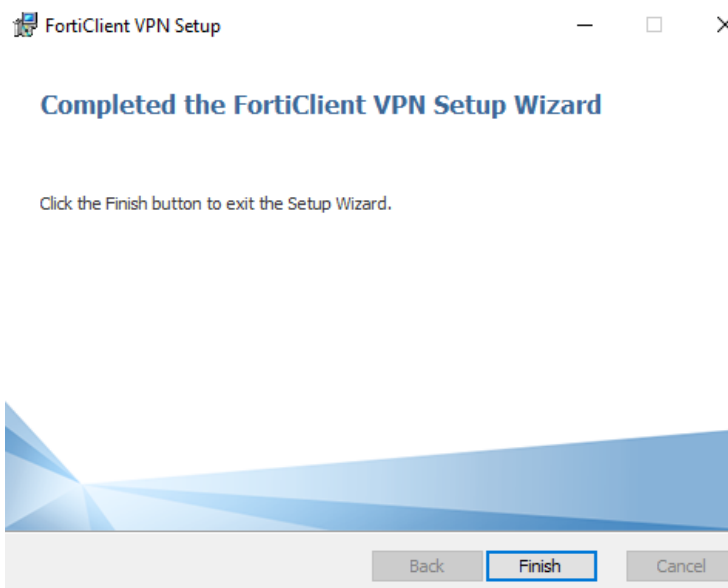 FortiClient VPN Setup
Completed the FortiClient VPN Setup Wizard
Click the Finish button to exit the Setup Wizard.
Back Finish Cancel